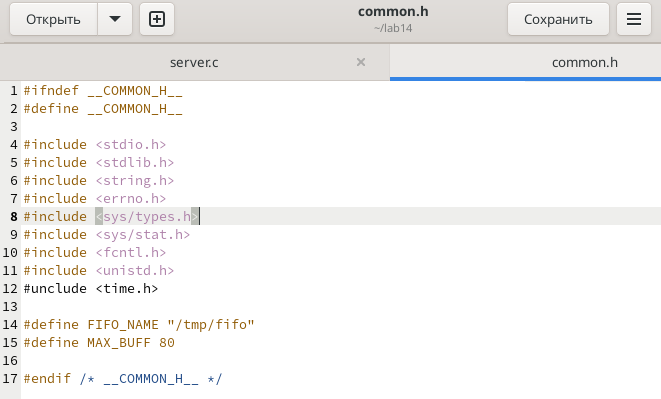 Открыть
common.h
~/lab14
Сохранить
server.c ×
common.h
1 #ifndef __COMMON_H__
2 #define __COMMON_H__
3
4 #include <stdio.h>
5 #include <stdlib.h>
6 #include <string.h>
7 #include <errno.h>
8 #include <sys/types.h>
9 #include <sys/stat.h>
10 #include <fcntl.h>
11 #include <unistd.h>
12 #unclude <time.h>
13
14 #define FIFO_NAME "/tmp/fifo"
15 #define MAX_BUFF 80
16
17 #endif /* __COMMON_H__ */